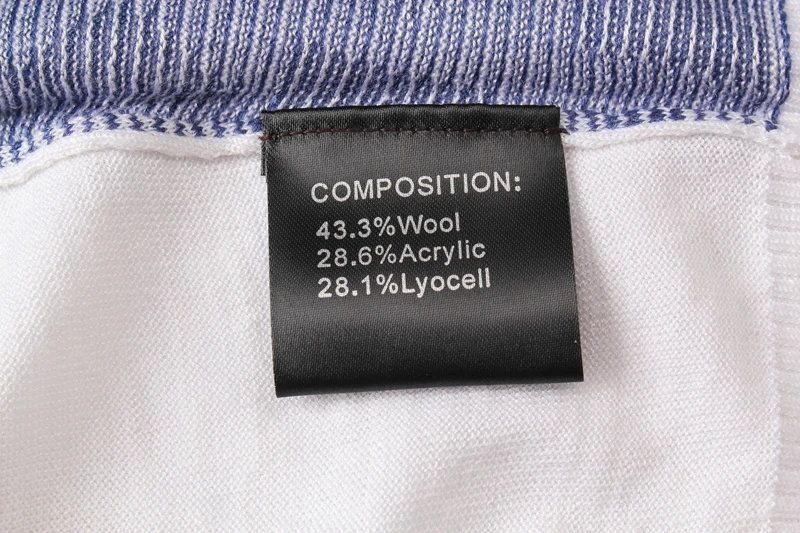 COMPOSITION:
43.3%Wool
28.6%Acrylic
28.1%Lyocell